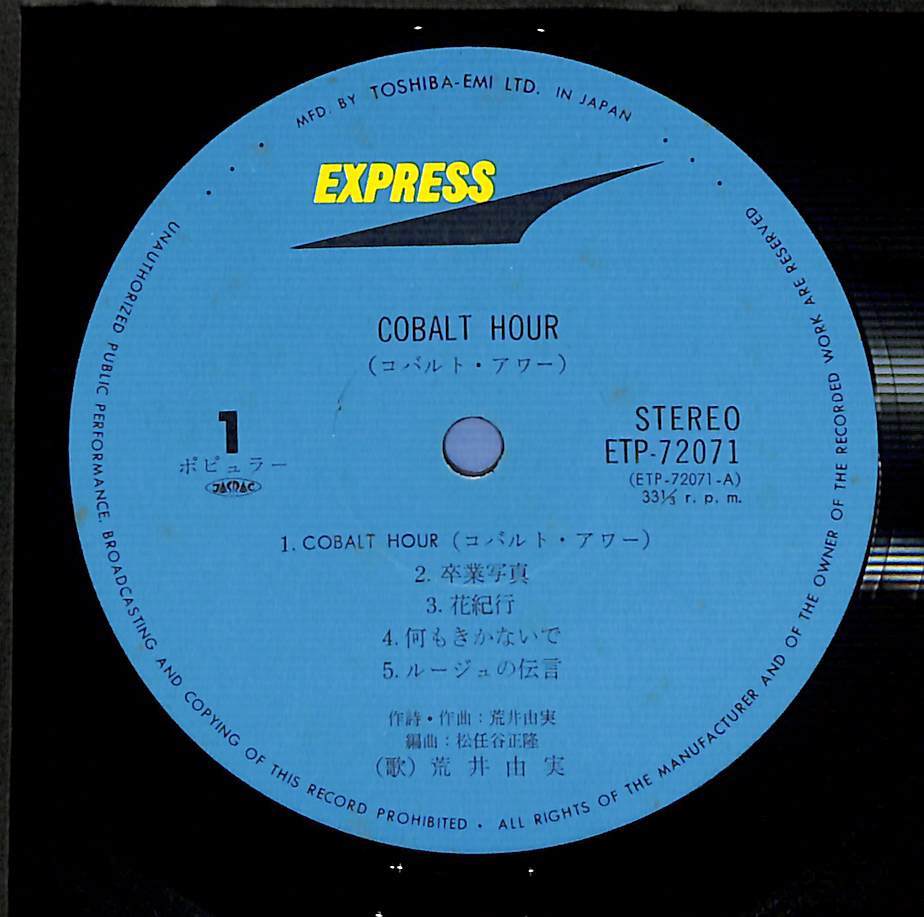 MFD. BY TOSHIBA-EMI LTD. IN JAPAN
EXPRESS
COBALT HOUR
(コバルト・アワー)
1
ポピュラー
JASRAC
STEREO
ETP-72071
(ETP-72071-A)
33⅓ r. p. m.
1. COBALT HOUR (コバルト・アワー)
2. 卒業写真
3. 花紀行
4. 何もきかないで
5. ルージュの伝言
作詩・作曲：荒井由実
編曲：松任谷正隆
(歌) 荒井由実
UNAUTHORIZED PUBLIC PERFORMANCE, BROADCASTING AND COPYING OF THIS RECORD PROHIBITED · ALL RIGHTS OF THE MANUFACTURER AND OF THE OWNER OF THE RECORDED WORK ARE RESERVED